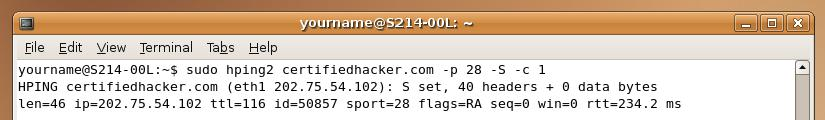 yourname@S214-00L: ~
File Edit View Terminal Tabs Help
yourname@S214-00L:~$ sudo hping2 certifiedhacker.com -p 28 -S -c 1
HPING certifiedhacker.com (eth1 202.75.54.102): S set, 40 headers + 0 data bytes
len=46 ip=202.75.54.102 ttl=116 id=50857 sport=28 flags=RA seq=0 win=0 rtt=234.2 ms